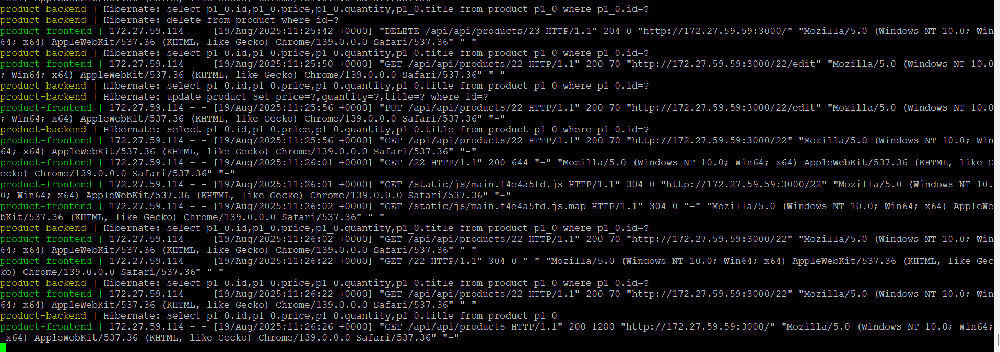 product-backend | Hibernate: select p1_0.id,p1_0.price,p1_0.quantity,p1_0.title from product p1_0 where p1_0.id=?
product-backend | Hibernate: delete from product where id=?
product-frontend | 172.27.59.114 - - [19/Aug/2025:11:25:42 +0000] "DELETE /api/api/products/23 HTTP/1.1" 204 0 "http://172.27.59.59:3000/" "Mozilla/5.0 (Windows NT 10.0; Win
64; x64) AppleWebKit/537.36 (KHTML, like Gecko) Chrome/139.0.0.0 Safari/537.36" "-"
product-backend | Hibernate: select p1_0.id,p1_0.price,p1_0.quantity,p1_0.title from product p1_0 where p1_0.id=?
product-frontend | 172.27.59.114 - - [19/Aug/2025:11:25:50 +0000] "GET /api/api/products/22 HTTP/1.1" 200 70 "http://172.27.59.59:3000/22/edit" "Mozilla/5.0 (Windows NT 10.0
; Win64; x64) AppleWebKit/537.36 (KHTML, like Gecko) Chrome/139.0.0.0 Safari/537.36" "-"
product-backend | Hibernate: select p1_0.id,p1_0.price,p1_0.quantity,p1_0.title from product p1_0 where p1_0.id=?
product-backend | Hibernate: update product set price=?,quantity=?,title=? where id=?
product-frontend | 172.27.59.114 - - [19/Aug/2025:11:25:56 +0000] "PUT /api/api/products/22 HTTP/1.1" 200 70 "http://172.27.59.59:3000/22/edit" "Mozilla/5.0 (Windows NT 10.0
; Win64; x64) AppleWebKit/537.36 (KHTML, like Gecko) Chrome/139.0.0.0 Safari/537.36" "-"
product-backend | Hibernate: select p1_0.id,p1_0.price,p1_0.quantity,p1_0.title from product p1_0 where p1_0.id=?
product-frontend | 172.27.59.114 - - [19/Aug/2025:11:25:56 +0000] "GET /api/api/products/22 HTTP/1.1" 200 70 "http://172.27.59.59:3000/22" "Mozilla/5.0 (Windows NT 10.0; Win
64; x64) AppleWebKit/537.36 (KHTML, like Gecko) Chrome/139.0.0.0 Safari/537.36" "-"
product-frontend | 172.27.59.114 - - [19/Aug/2025:11:26:01 +0000] "GET /22 HTTP/1.1" 200 644 "-" "Mozilla/5.0 (Windows NT 10.0; Win64; x64) AppleWebKit/537.36 (KHTML, like G
ecko) Chrome/139.0.0.0 Safari/537.36" "-"
product-frontend | 172.27.59.114 - - [19/Aug/2025:11:26:01 +0000] "GET /static/js/main.f4e4a5fd.js HTTP/1.1" 304 0 "http://172.27.59.59:3000/22" "Mozilla/5.0 (Windows NT 10.
0; Win64; x64) AppleWebKit/537.36 (KHTML, like Gecko) Chrome/139.0.0.0 Safari/537.36" "-"
product-frontend | 172.27.59.114 - - [19/Aug/2025:11:26:02 +0000] "GET /static/js/main.f4e4a5fd.js.map HTTP/1.1" 304 0 "-" "Mozilla/5.0 (Windows NT 10.0; Win64; x64) AppleWe
bKit/537.36 (KHTML, like Gecko) Chrome/139.0.0.0 Safari/537.36" "-"
product-backend | Hibernate: select p1_0.id,p1_0.price,p1_0.quantity,p1_0.title from product p1_0 where p1_0.id=?
product-frontend | 172.27.59.114 - - [19/Aug/2025:11:26:02 +0000] "GET /api/api/products/22 HTTP/1.1" 200 70 "http://172.27.59.59:3000/22" "Mozilla/5.0 (Windows NT 10.0; Win
64; x64) AppleWebKit/537.36 (KHTML, like Gecko) Chrome/139.0.0.0 Safari/537.36" "-"
product-frontend | 172.27.59.114 - - [19/Aug/2025:11:26:22 +0000] "GET /22 HTTP/1.1" 304 0 "-" "Mozilla/5.0 (Windows NT 10.0; Win64; x64) AppleWebKit/537.36 (KHTML, like Gec
ko) Chrome/139.0.0.0 Safari/537.36" "-"
product-backend | Hibernate: select p1_0.id,p1_0.price,p1_0.quantity,p1_0.title from product p1_0 where p1_0.id=?
product-frontend | 172.27.59.114 - - [19/Aug/2025:11:26:22 +0000] "GET /api/api/products/22 HTTP/1.1" 200 70 "http://172.27.59.59:3000/22" "Mozilla/5.0 (Windows NT 10.0; Win
64; x64) AppleWebKit/537.36 (KHTML, like Gecko) Chrome/139.0.0.0 Safari/537.36" "-"
product-backend | Hibernate: select p1_0.id,p1_0.price,p1_0.quantity,p1_0.title from product p1_0
product-frontend | 172.27.59.114 - - [19/Aug/2025:11:26:26 +0000] "GET /api/api/products HTTP/1.1" 200 1280 "http://172.27.59.59:3000/" "Mozilla/5.0 (Windows NT 10.0; Win64;
 x64) AppleWebKit/537.36 (KHTML, like Gecko) Chrome/139.0.0.0 Safari/537.36" "-"